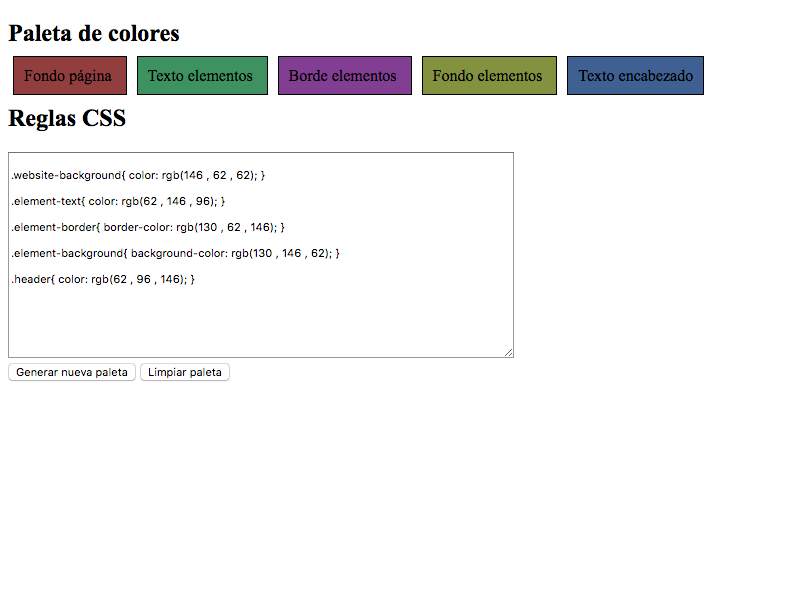 Paleta de colores
Fondo página Texto elementos Borde elementos Fondo elementos Texto encabezado
Reglas CSS
.website-background{ color: rgb(146 , 62 , 62); }
.element-text{ color: rgb(62 , 146 , 96); }
.element-border{ border-color: rgb(130 , 62 , 146); }
.element-background{ background-color: rgb(130 , 146 , 62); }
.header{ color: rgb(62 , 96 , 146); }
Generar nueva paleta Limpiar paleta